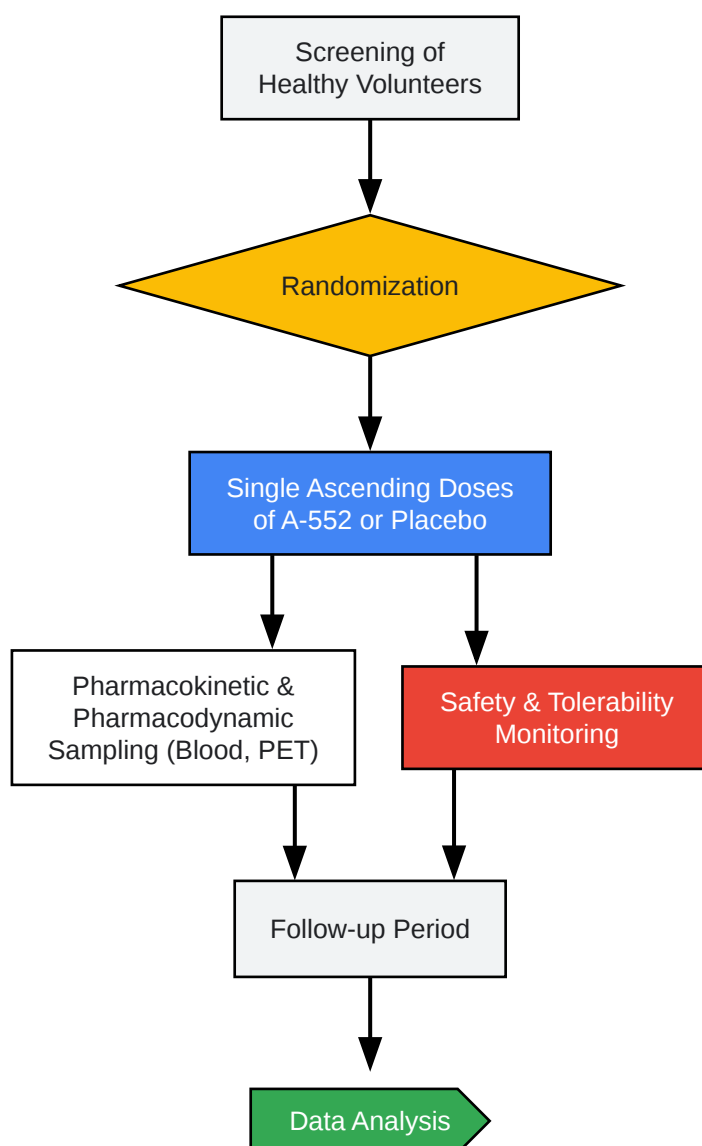 Screening of
Healthy Volunteers
Randomization
Single Ascending Doses
of A-552 or Placebo
Pharmacokinetic &
Pharmacodynamic
Sampling (Blood, PET)
Safety & Tolerability
Monitoring
Follow-up Period
Data Analysis